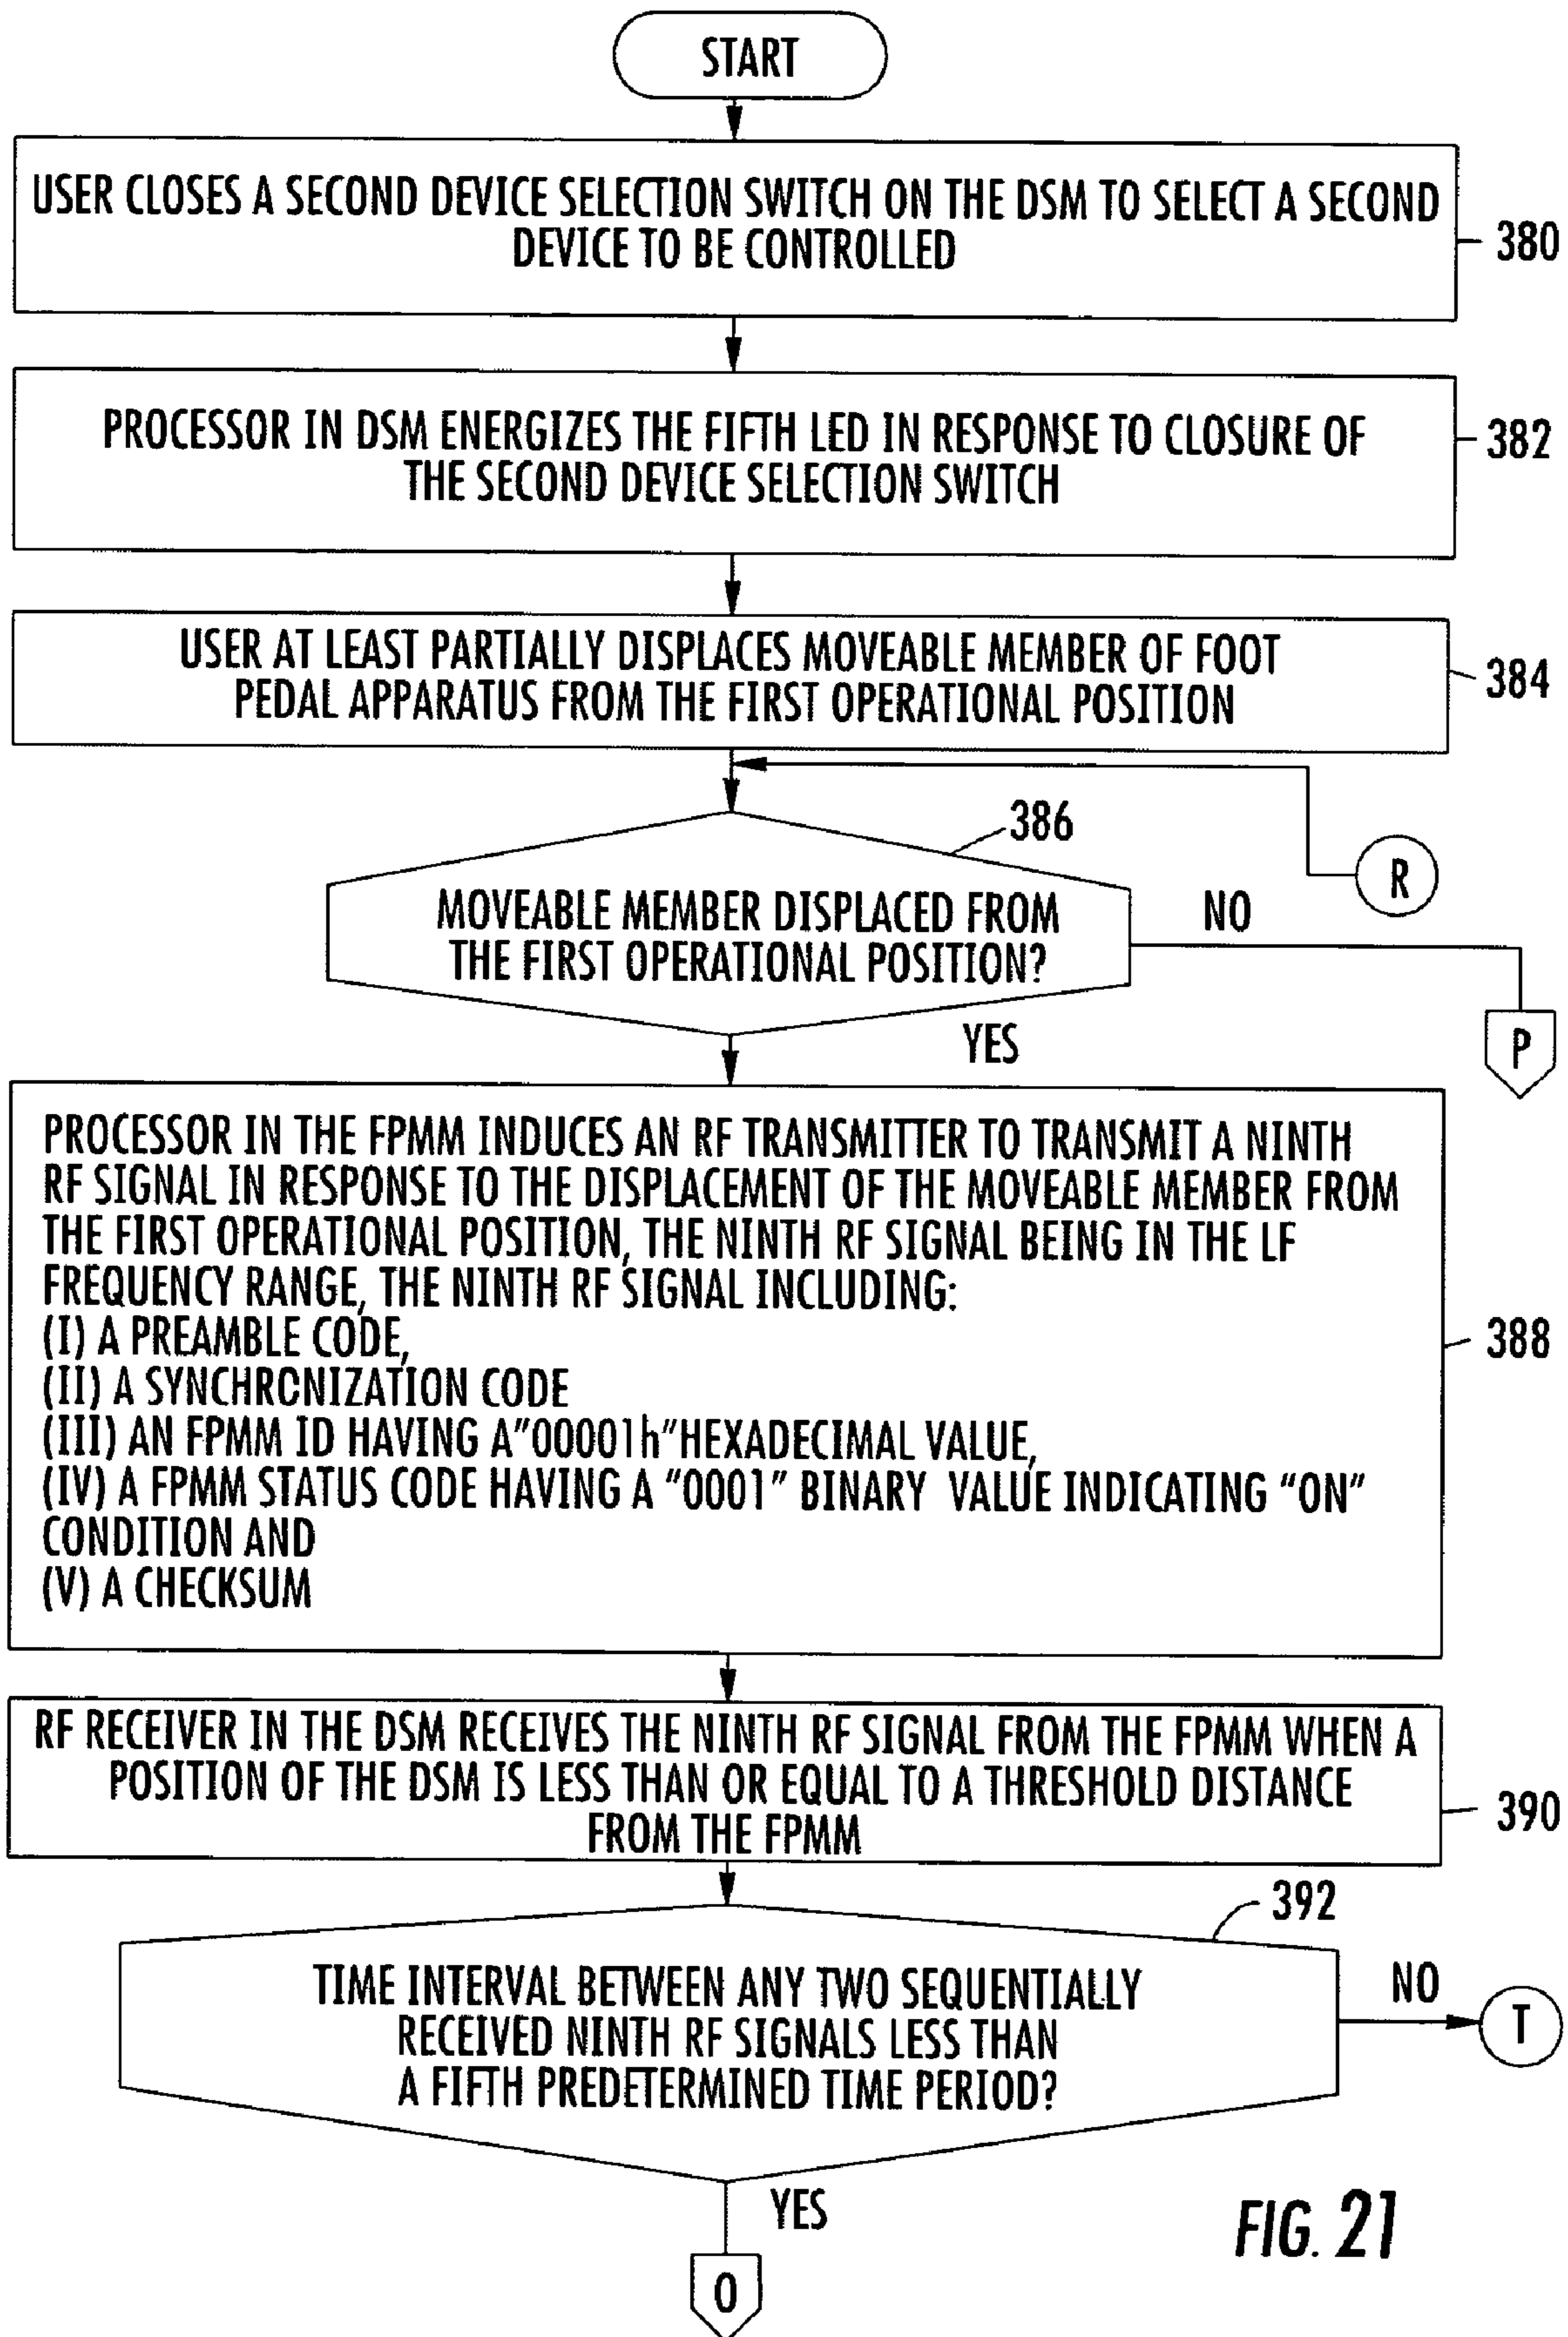 START
USER CLOSES A SECOND DEVICE SELECTION SWITCH ON THE DSM TO SELECT A SECOND
DEVICE TO BE CONTROLLED
380
PROCESSOR IN DSM ENERGIZES THE FIFTH LED IN RESPONSE TO CLOSURE OF
THE SECOND DEVICE SELECTION SWITCH
382
USER AT LEAST PARTIALLY DISPLACES MOVEABLE MEMBER OF FOOT
PEDAL APPARATUS FROM THE FIRST OPERATIONAL POSITION
384
386
R
MOVEABLE MEMBER DISPLACED FROM
THE FIRST OPERATIONAL POSITION?
NO
P
YES
PROCESSOR IN THE FPMM INDUCES AN RF TRANSMITTER TO TRANSMIT A NINTH
RF SIGNAL IN RESPONSE TO THE DISPLACEMENT OF THE MOVEABLE MEMBER FROM
THE FIRST OPERATIONAL POSITION, THE NINTH RF SIGNAL BEING IN THE LF
FREQUENCY RANGE, THE NINTH RF SIGNAL INCLUDING:
(I) A PREAMBLE CODE,
(II) A SYNCHRONIZATION CODE
(III) AN FPMM ID HAVING A"00001h"HEXADECIMAL VALUE,
(IV) A FPMM STATUS CODE HAVING A "0001" BINARY VALUE INDICATING "ON"
CONDITION AND
(V) A CHECKSUM
388
RF RECEIVER IN THE DSM RECEIVES THE NINTH RF SIGNAL FROM THE FPMM WHEN A
POSITION OF THE DSM IS LESS THAN OR EQUAL TO A THRESHOLD DISTANCE
FROM THE FPMM
390
392
TIME INTERVAL BETWEEN ANY TWO SEQUENTIALLY
RECEIVED NINTH RF SIGNALS LESS THAN
A FIFTH PREDETERMINED TIME PERIOD?
NO
T
YES
O
FIG. 21